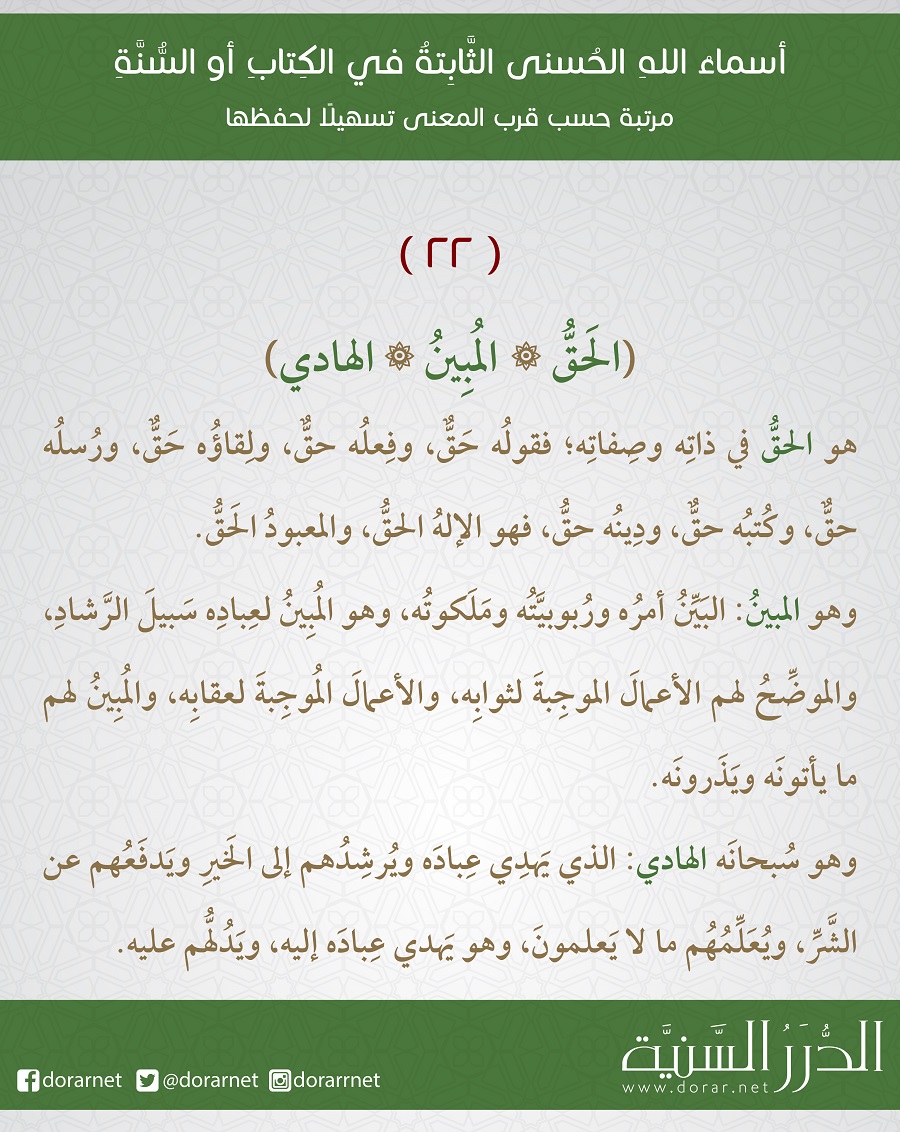 أسماءُ اللهِ الحُسنى الثَّابِتةُ في الكِتابِ أو السُّنَّةِ
مرتبة حسب قرب المعنى تسهيلًا لحفظها
( ٢٢ )
(الحَقُّ ۞ المُبِينُ ۞ الهادي)
هو الحقُّ في ذاتِه وصِفاتِه؛ فقولُه حَقٌّ، وفِعلُه حقٌّ، ولِقاؤُه حَقٌّ، ورُسلُه
حقٌّ، وكُتبُه حقٌّ، ودِينُه حقُّ، فهو الإلهُ الحقُّ، والمعبودُ الحَقُّ.
وهو المبينُ: البَيِّنُ أمرُه ورُبوبيَّتُه ومَلَكوتُه، وهو المُبِينُ لعِبادِه سَبيلَ الرَّشادِ،
والموضِّحُ لهم الأعمالَ الموجِبةَ لثوابِه، والأعمالَ المُوجِبةَ لعقابِه، والمُبِينُ لهم
ما يأتونَه ويَذَرونَه.
وهو سُبحانَه الهادي: الذي يَهدِي عِبادَه ويُرشِدُهم إلى الخَيرِ ويَدفَعُهم عن
الشَّرِّ، ويُعَلِّمُهُم ما لا يَعلمونَ، وهو يَهدي عِبادَه إليه، ويَدُلُّهم عليه.
الدُّرَرُ السَّنيَّة
www.dorar.net
dorarnet @dorarnet dorarrnet